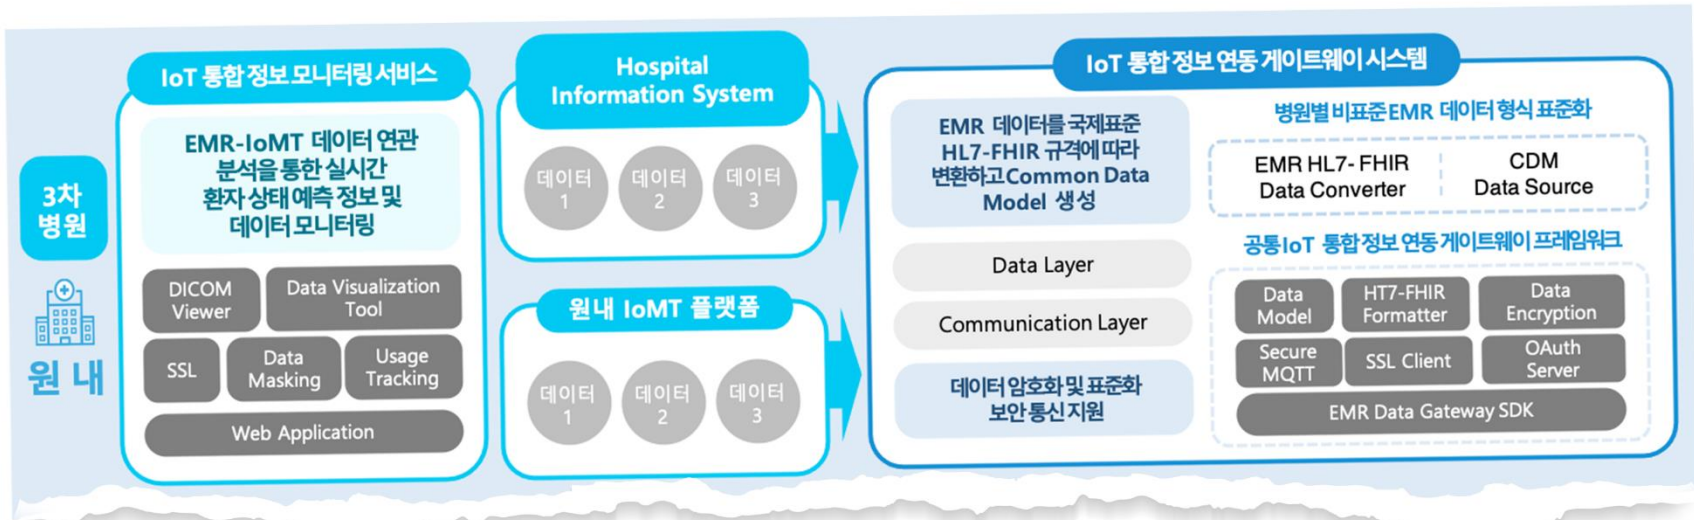 3차
병원
원 내
IoT 통합 정보 모니터링 서비스
EMR-IoMT 데이터 연관
분석을 통한 실시간
환자 상태 예측 정보 및
데이터 모니터링
DICOM
Viewer
Data Visualization
Tool
SSL
Data
Masking
Usage
Tracking
Web Application
Hospital
Information System
데이터
1
데이터
2
데이터
3
원내 IoMT 플랫폼
데이터
1
데이터
2
데이터
3
IoT 통합 정보 연동 게이트웨이 시스템
EMR 데이터를 국제표준
HL7-FHIR 규격에 따라
변환하고 Common Data
Model 생성
Data Layer
Communication Layer
데이터 암호화 및 표준화
보안 통신 지원
병원별 비표준 EMR 데이터 형식 표준화
EMR HL7- FHIR
Data Converter
CDM
Data Source
공통 IoT 통합 정보 연동 게이트웨이 프레임워크
Data
Model
HT7-FHIR
Formatter
Data
Encryption
Secure
MQTT
SSL Client
OAuth
Server
EMR Data Gateway SDK